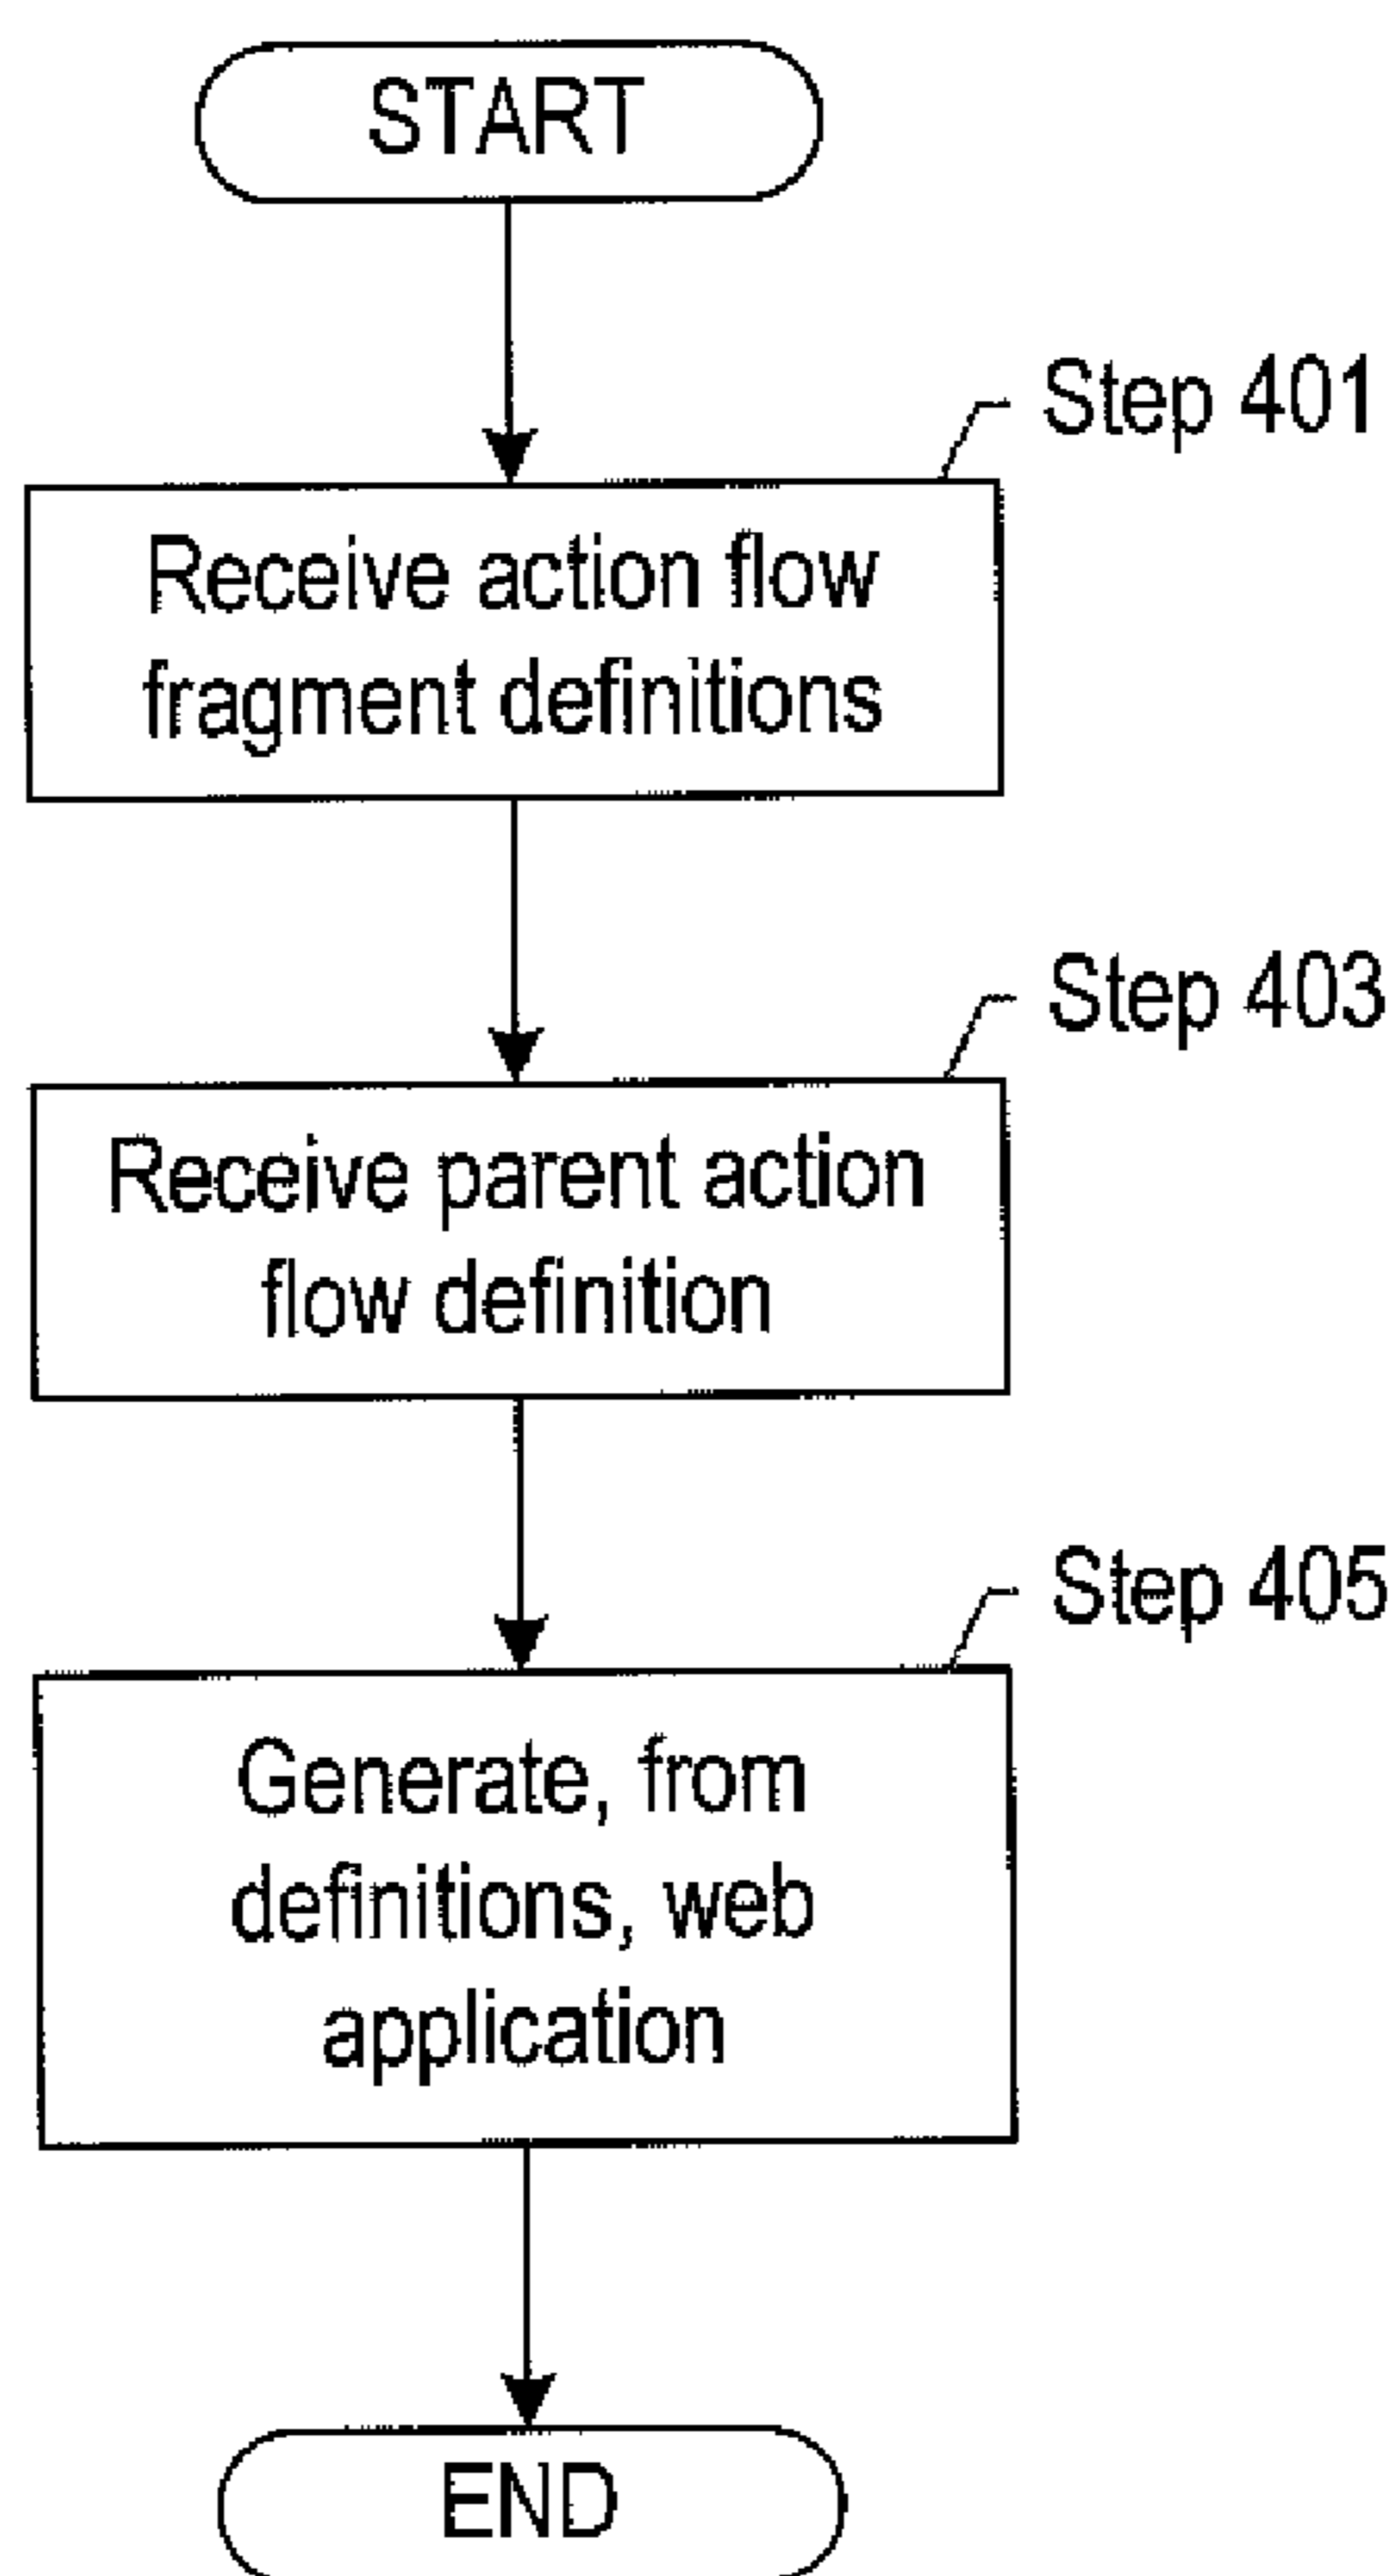 START
Step 401
Receive action flow
fragment definitions
Step 403
Receive parent action
flow definition
Step 405
Generate, from
definitions, web
application
END